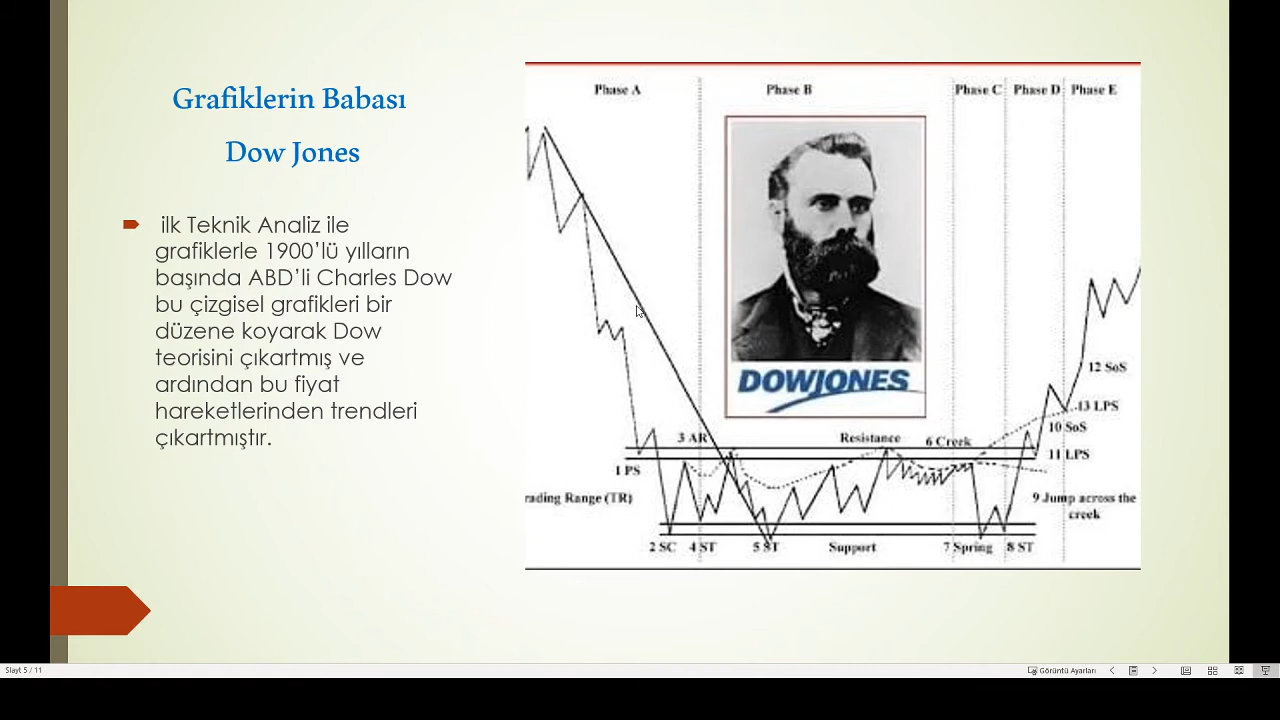 Grafiklerin Babası
Dow Jones
ilk Teknik Analiz ile
grafiklerle 1900’lü yılların
başında ABD’li Charles Dow
bu çizgisel grafikleri bir
düzene koyarak Dow
teorisini çıkartmış ve
ardından bu fiyat
hareketlerinden trendleri
çıkartmıştır.
Phase A
Phase B
Phase C
Phase D
Phase E
DOWJONES
12 SoS
13 LPS
10 SoS
3 AR
Resistance
6 Creek
11 LPS
1 PS
rading Range (TR)
9 Jump across the
creek
2 SC
4 ST
5 ST
Support
7 Spring
8 ST
Slayt 5 / 11
Görüntü Ayarları